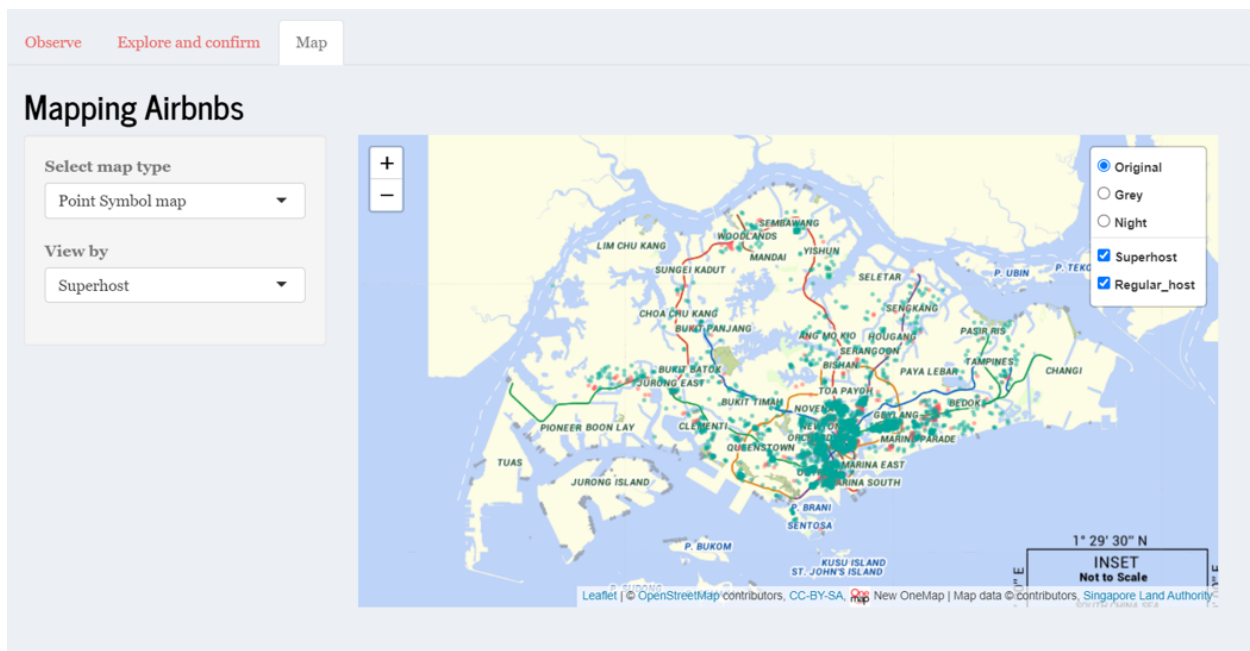 Observe Explore and confirm Map
Mapping Airbnbs
Select map type
Point Symbol map
View by
Superhost
+
−
Original
Grey
Night
Superhost
Regular_host
SEMBAWANG
WOODLANDS
LIM CHU KANG
MANDAI
YISHUN
SUNGEI KADUT
SELETAR
P. UBIN
P. TEKO
CHOA CHU KANG
SENGKANG
BUKIT PANJANG
ANG MO KIO
HOUGANG
PASIR RIS
SERANGOON
BISHAN
TAMPINES
BUKIT BATOK
PAYA LEBAR
CHANGI
JURONG EAST
TOA PAYOH
BUKIT TIMAH
NOVEN
BEDOK
GEYLANG
PIONEER
BOON LAY
CLEMENTI
NEWTON
MARINE PARADE
QUEENSTOWN
TUAS
MARINA EAST
JURONG ISLAND
MARINA SOUTH
P. BRANI
SENTOSA
P. BUKOM
KUSU ISLAND
ST. JOHN'S ISLAND
1° 29' 30" N
INSET
Not to Scale
Leaflet | © OpenStreetMap contributors, CC-BY-SA, One map New OneMap | Map data © contributors, Singapore Land Authority